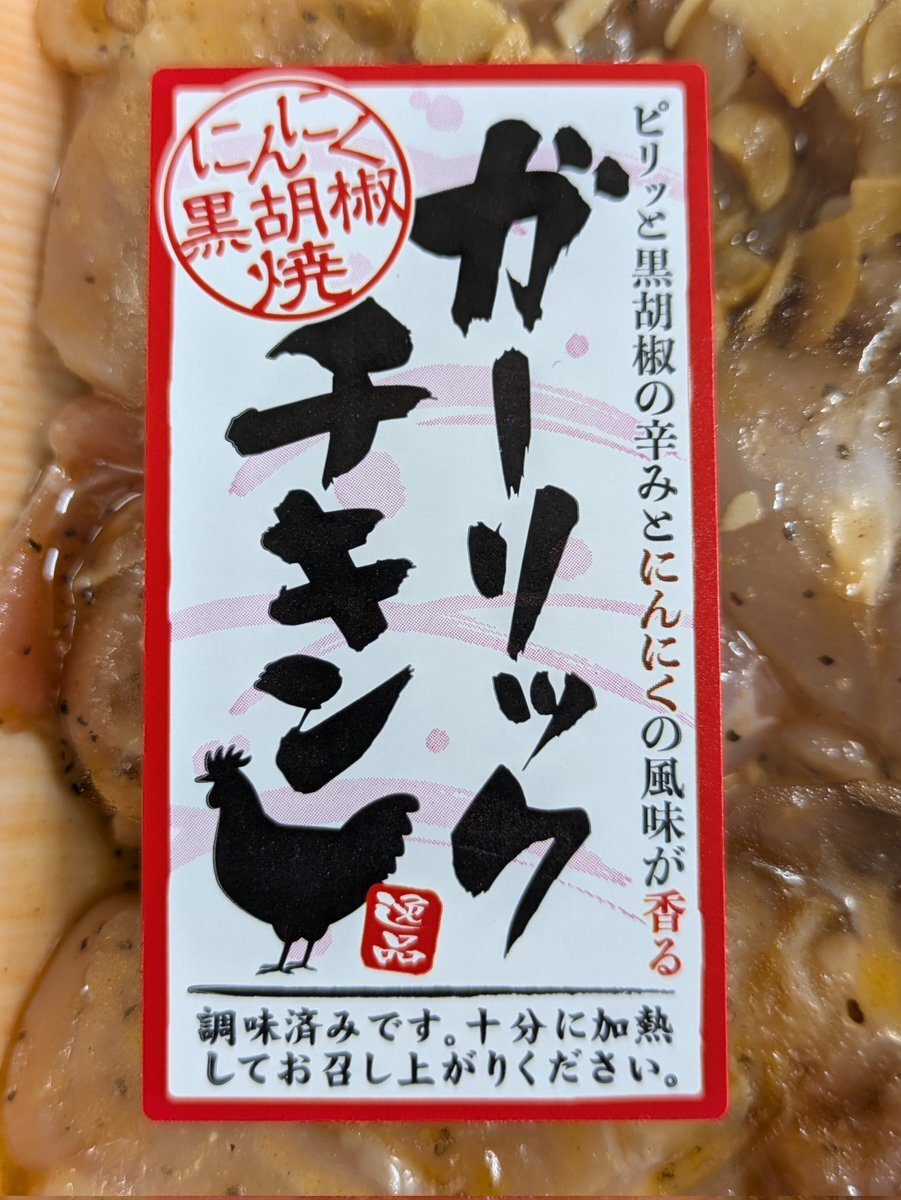 ピリッと黒胡椒の辛みとにんにくの風味が香る
ガーリック
チキン
にんにく
黒胡椒
焼
逸品
調味済みです。十分に加熱
してお召し上がりください。